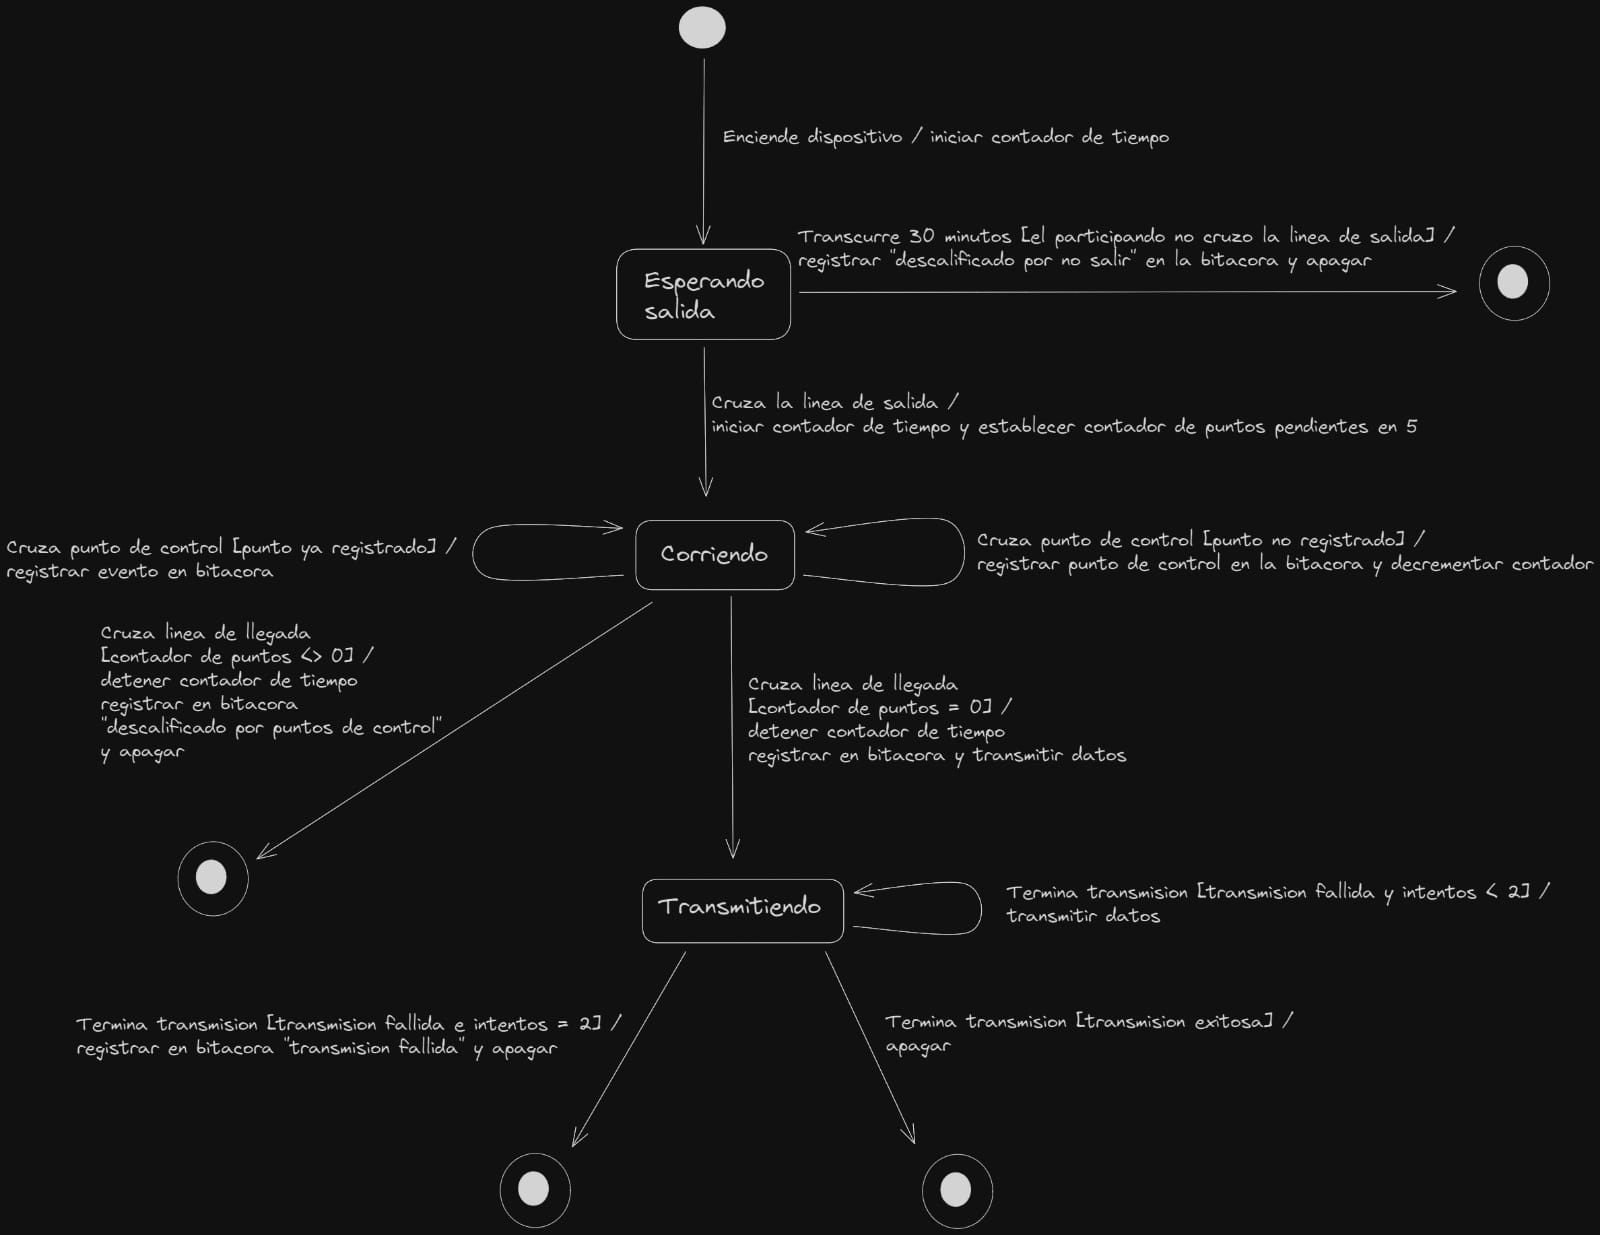 Enciende dispositivo / iniciar contador de tiempo
Transcurre 30 minutos [el participando no cruzo la linea de salida] /
registrar "descalificado por no salir" en la bitacora y apagar
Esperando
salida
Cruza la linea de salida /
iniciar contador de tiempo y establecer contador de puntos pendientes en 5
Cruza punto de control [punto ya registrado] /
registrar evento en bitacora
Corriendo
Cruza punto de control [punto no registrado] /
registrar punto de control en la bitacora y decrementar contador
Cruza linea de llegada
[contador de puntos <> 0] /
detener contador de tiempo
registrar en bitacora
"descalificado por puntos de control"
y apagar
Cruza linea de llegada
[contador de puntos = 0] /
detener contador de tiempo
registrar en bitacora y transmitir datos
Transmitiendo
Termina transmision [transmision fallida y intentos < 2] /
transmitir datos
Termina transmision [transmision fallida e intentos = 2] /
registrar en bitacora "transmision fallida" y apagar
Termina transmision [transmision exitosa] /
apagar